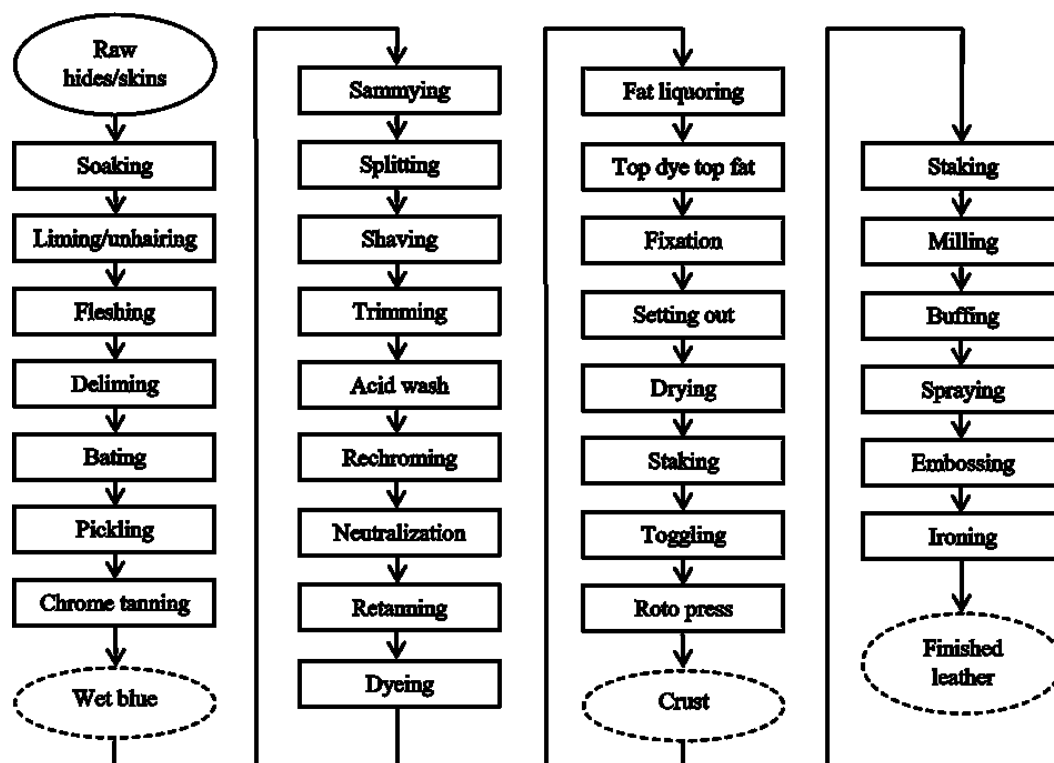 Raw
hides/skins
Soaking
Liming/unhairing
Fleshing
Deliming
Bating
Pickling
Chrome tanning
Wet blue
Sammying
Splitting
Shaving
Trimming
Acid wash
Rechroming
Neutralization
Retanning
Dyeing
Fat liquoring
Top dye top fat
Fixation
Setting out
Drying
Staking
Toggling
Roto press
Crust
Staking
Milling
Buffing
Spraying
Embossing
Ironing
Finished
leather